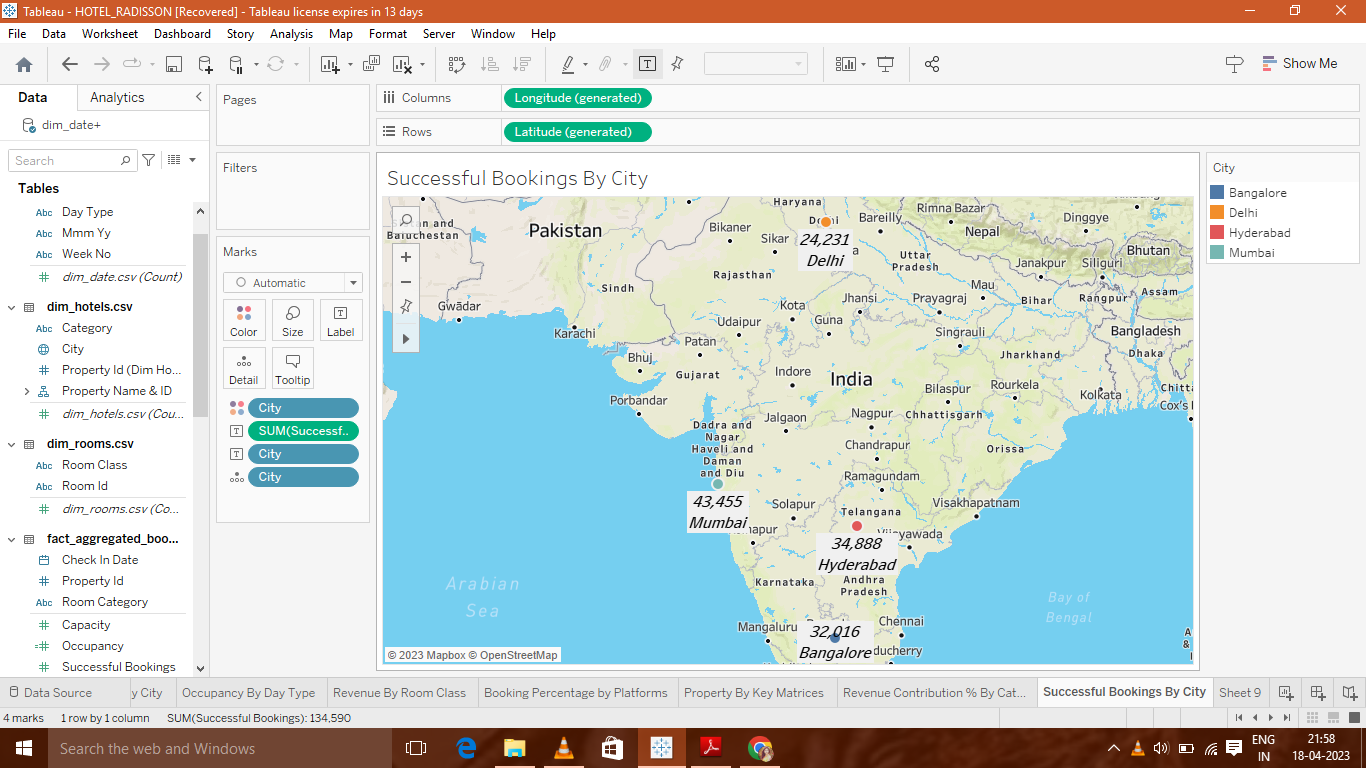 Tableau - HOTEL_RADISSON [Recovered] - Tableau license expires in 13 days
File Data Worksheet Dashboard Story Analysis Map Format Server Window Help
Show Me
Data Analytics
dim_date+
Search
Tables
Abc Day Type
Abc Mmm Yy
Abc Week No
dim_date.csv (Count)
dim_hotels.csv
Abc Category
City
Abc Property Id (Dim Ho...
Property Name & ID
dim_hotels.csv (Cou...
dim_rooms.csv
Abc Room Class
Abc Room Id
dim_rooms.csv (Co...
fact_aggregated_boo...
Check In Date
Abc Property Id
Abc Room Category
Capacity
Occupancy
Successful Bookings
Pages
Filters
Marks
Automatic
Color Size Label
Detail Tooltip
City
SUM(Successf..
City
City
Columns Longitude (generated)
Rows Latitude (generated)
Successful Bookings By City
Haryana
Rimna Bazar
Bareilly
Dinggye
Baluchestan
Pakistan
Bikaner
Nepal
Sikar
24,231
Delhi
Uttar
Pradesh
Bhutan
Janakpur
Siliguri
Rajasthan
Sindh
Mau
Assam
Gwādar
Kota
Jhansi
Prayagraj
Bihar
Rangpur
Karachi
Udaipur
Guna
Singrauli
Bangladesh
Patan
Bhuj
Jharkhand
Dhaka
Gujarat
Indore
India
Bilaspur
Rourkela
Kolkata
Porbandar
Jalgaon
Nagpur
Chhattisgarh
Dadra and
Nagar
Haveli and
Daman
and Diu
Chandrapur
Orissa
Ramagundam
43,455
Mumbai
Solapur
Telangana
Visakhapatnam
34,888
Hyderabad
Karnataka
Andhra
Pradesh
Arabian
Sea
Bay of
Bengal
Mangaluru
32,016
Bangalore
Chennai
© 2023 Mapbox © OpenStreetMap
City
Bangalore
Delhi
Hyderabad
Mumbai
Data Source y City Occupancy By Day Type Revenue By Room Class Booking Percentage by Platforms Property By Key Matrices Revenue Contribution % By Cat... Successful Bookings By City Sheet 9
4 marks 1 row by 1 column SUM(Successful Bookings): 134,590
Search the web and Windows
ENG
IN
21:58
18-04-2023